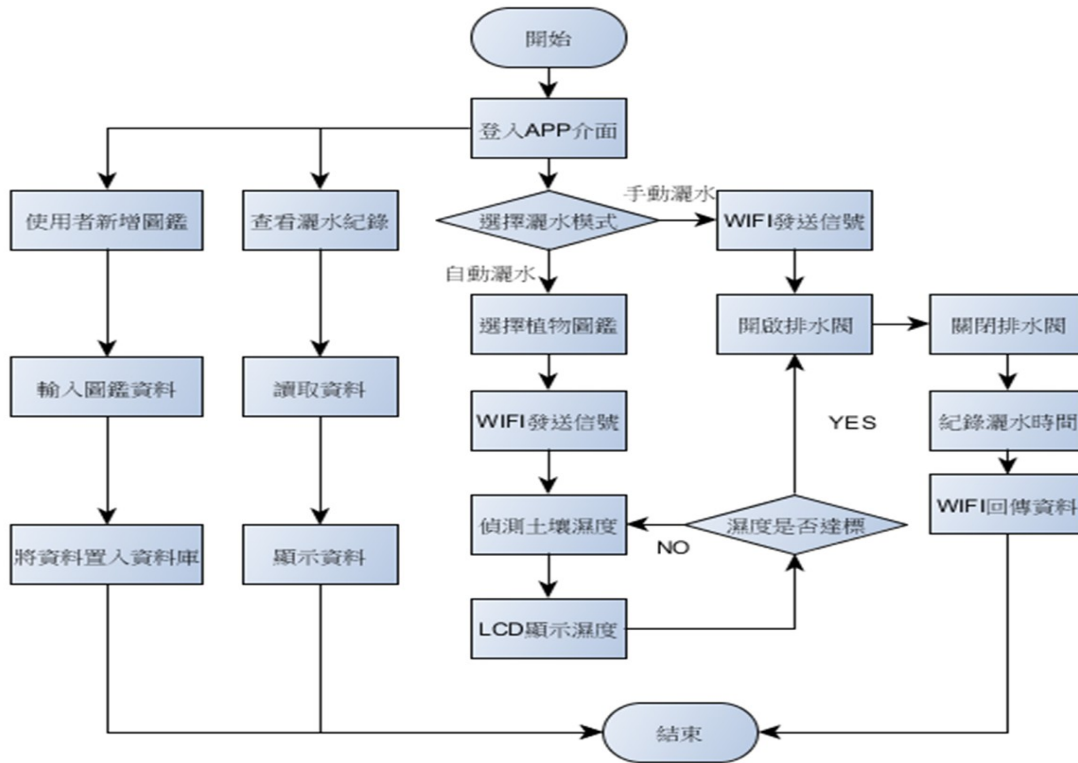 開始
登入APP介面
使用者新增圖鑑
查看灑水紀錄
選擇灑水模式
手動灑水
WIFI發送信號
自動灑水
選擇植物圖鑑
開啟排水閥
關閉排水閥
輸入圖鑑資料
讀取資料
WIFI發送信號
YES
紀錄灑水時間
將資料置入資料庫
顯示資料
偵測土壤濕度
NO
濕度是否達標
WIFI回傳資料
LCD顯示濕度
結束